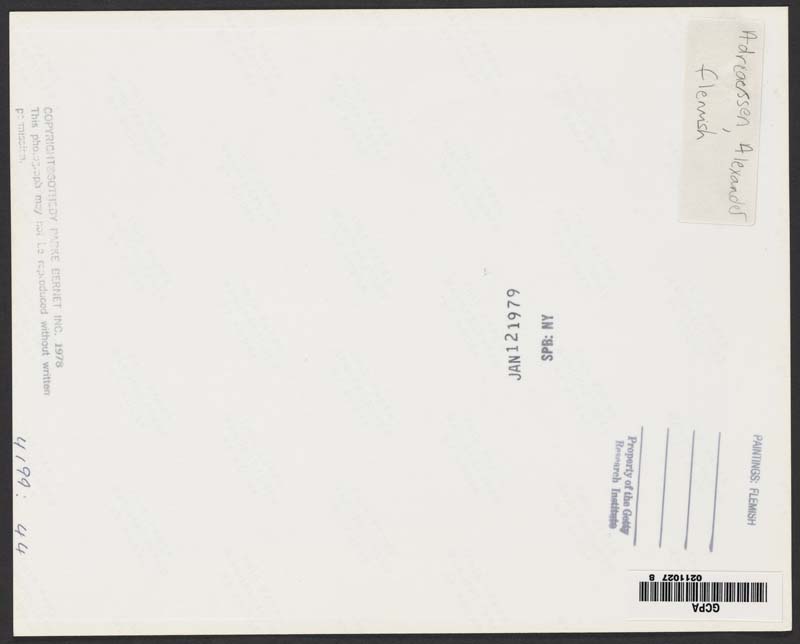 Adriaenssen, Alexander
Flemish
COPYRIGHT SOTHEBY PARKE BERNET INC. 1978
This photograph may not be reproduced without written
permission.
JAN 12 1979
SPB: NY
4199: 44
PAINTINGS: FLEMISH
Property of the Getty
Research Institute
GCPA
0211027 8